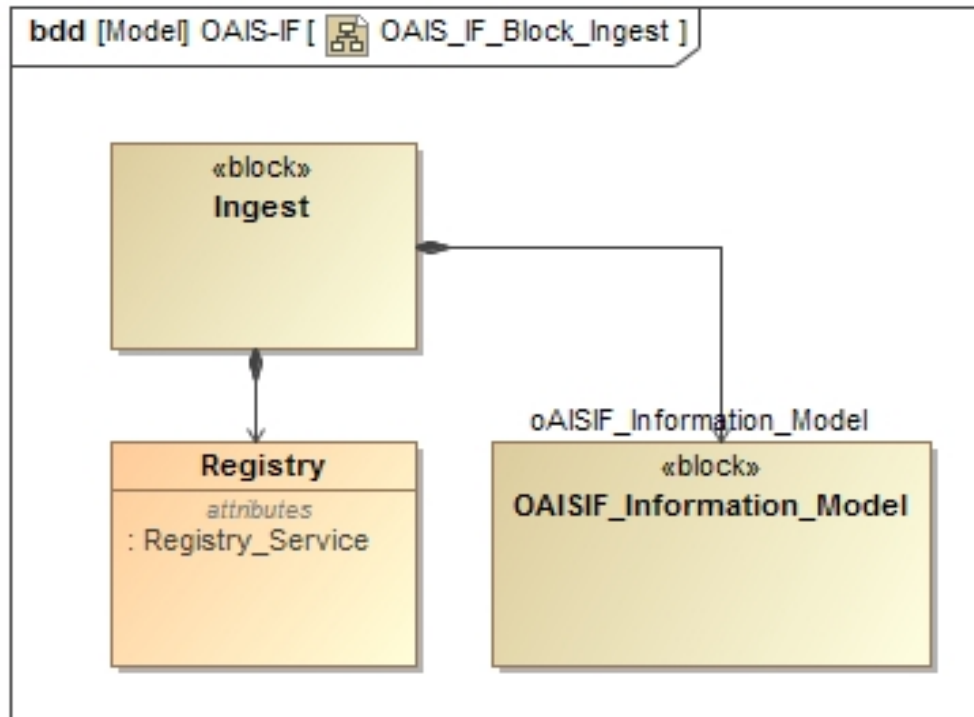 bdd [Model] OAIS-IF [ OAIS_IF_Block_Ingest ]
«block»
Ingest
oAISIF_Information_Model
Registry
attributes
: Registry_Service
«block»
OAISIF_Information_Model